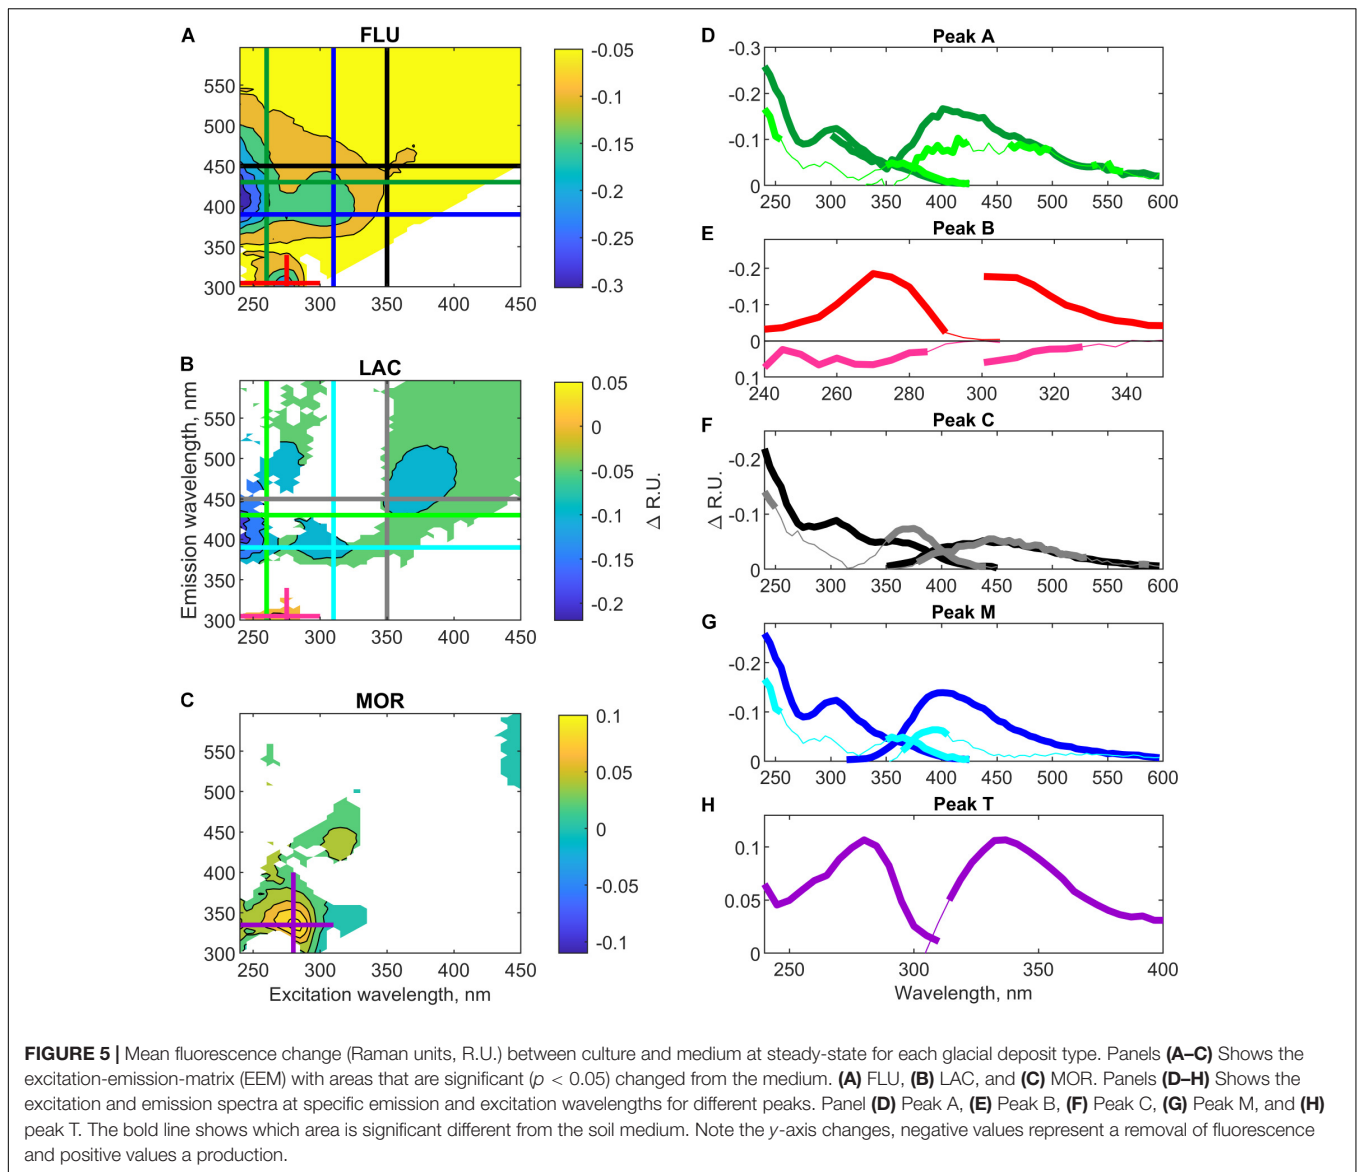 A
FLU
550
500
450
400
350
300
250 300 350 400 450
-0.05
-0.1
-0.15
-0.2
-0.25
-0.3
B
LAC
Emission wavelength, nm
550
500
450
400
350
300
250 300 350 400 450
0.05
0
-0.05
-0.1
-0.15
-0.2
Δ R.U.
C
MOR
550
500
450
400
350
300
250 300 350 400 450
Excitation wavelength, nm
0.1
0.05
0
-0.05
-0.1
D
Peak A
-0.3
-0.2
-0.1
0
250 300 350 400 450 500 550 600
E
Peak B
-0.2
-0.1
0
0.1
240 260 280 300 320 340
F
Peak C
Δ R.U.
-0.2
-0.1
0
250 300 350 400 450 500 550 600
G
Peak M
-0.2
-0.1
0
250 300 350 400 450 500 550 600
H
Peak T
0.1
0.05
0
250 300 350 400
Wavelength, nm
FIGURE 5 | Mean fluorescence change (Raman units, R.U.) between culture and medium at steady-state for each glacial deposit type. Panels (A–C) Shows the
excitation-emission-matrix (EEM) with areas that are significant (p < 0.05) changed from the medium. (A) FLU, (B) LAC, and (C) MOR. Panels (D–H) Shows the
excitation and emission spectra at specific emission and excitation wavelengths for different peaks. Panel (D) Peak A, (E) Peak B, (F) Peak C, (G) Peak M, and (H)
peak T. The bold line shows which area is significant different from the soil medium. Note the y-axis changes, negative values represent a removal of fluorescence
and positive values a production.